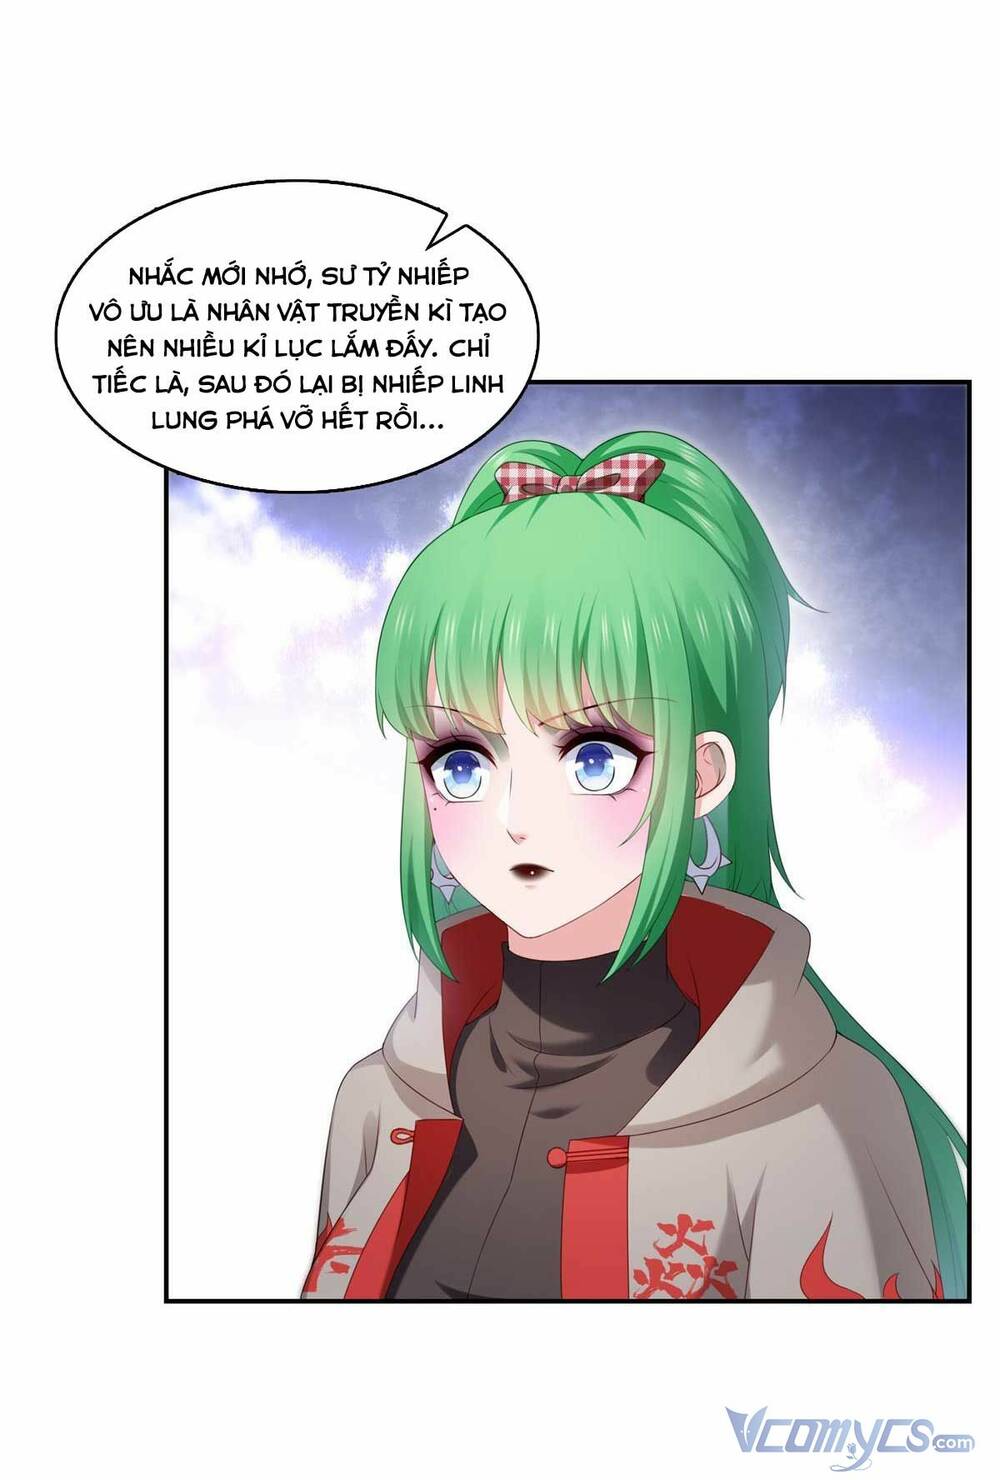 NHẮC MỚI NHỚ, SƯ TỶ NHIẾP
VÔ ƯU LÀ NHÂN VẬT TRUYỀN KÌ TẠO
NÊN NHIỀU KỈ LỤC LẮM ĐẤY. CHỈ
TIẾC LÀ, SAU ĐÓ LẠI BỊ NHIẾP LINH
LUNG PHÁ VỠ HẾT RỒI...
焱
VCOMYCS.com